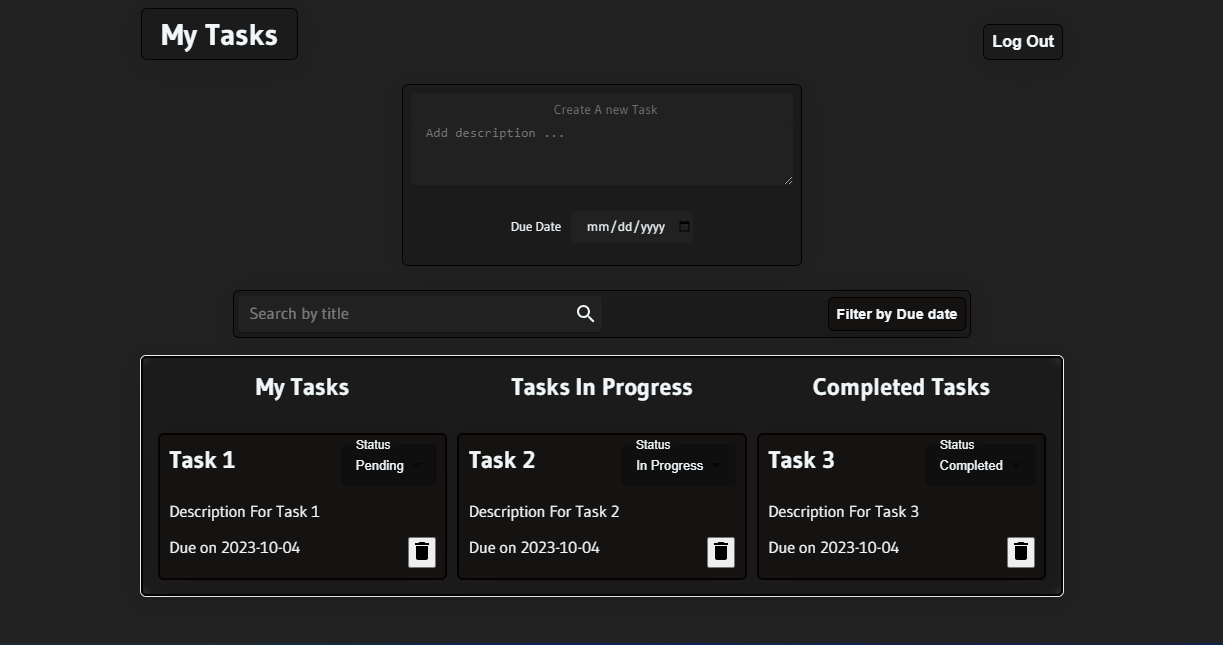 My Tasks
Log Out
Create A new Task
Add description ...
Due Date mm/dd/yyyy
Search by title
Filter by Due date
My Tasks
Tasks In Progress
Completed Tasks
Task 1
Status
Pending
Description For Task 1
Due on 2023-10-04
Task 2
Status
In Progress
Description For Task 2
Due on 2023-10-04
Task 3
Status
Completed
Description For Task 3
Due on 2023-10-04